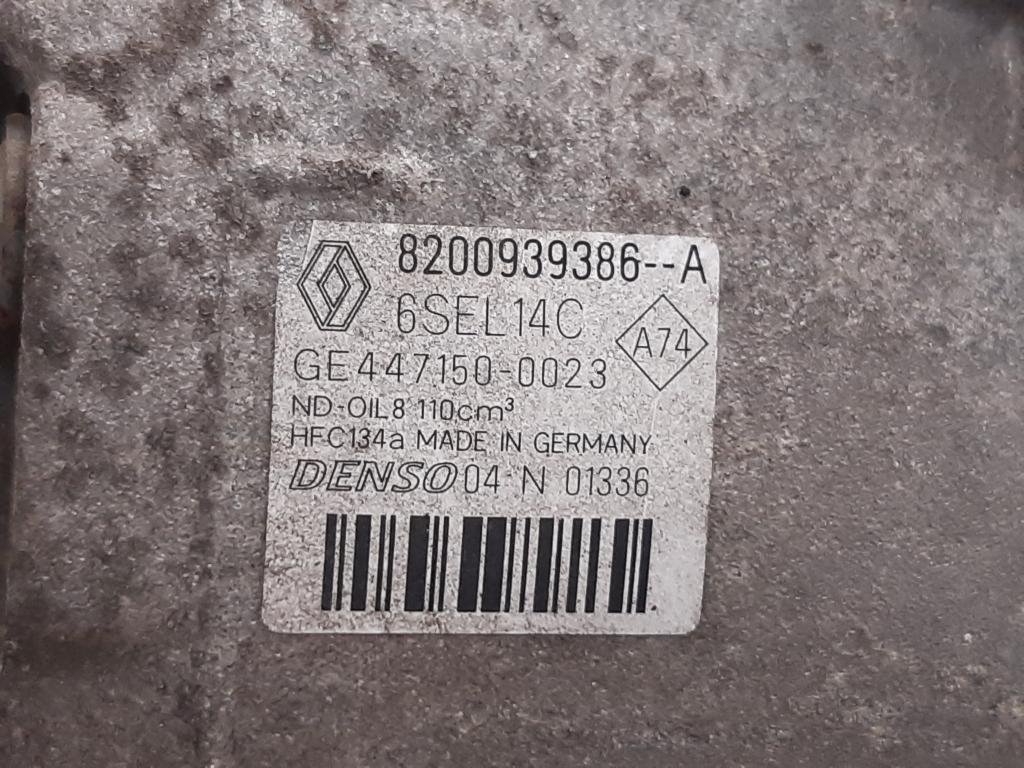 8200939386--A
6SEL14C
A74
GE447150-0023
ND-OIL8 110cm³
HFC134a MADE IN GERMANY
DENSO 04 N 01336